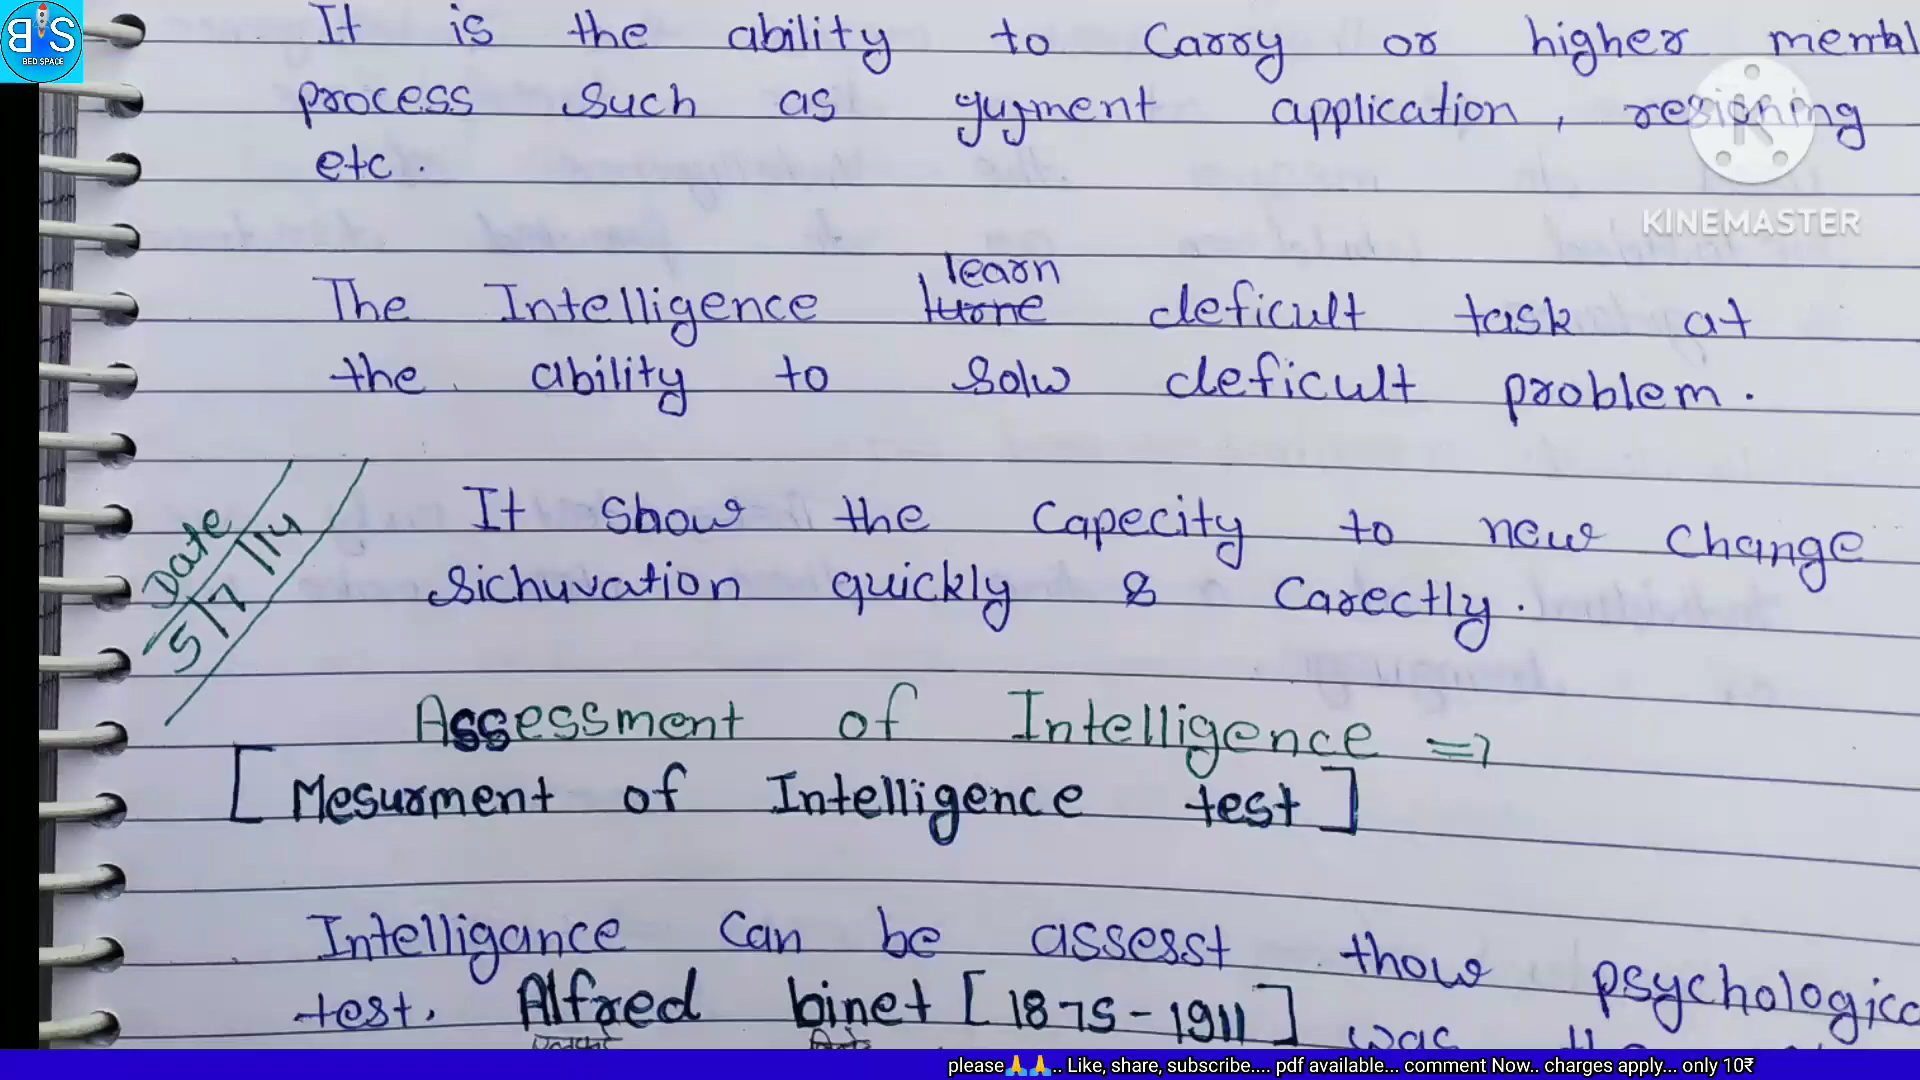 BS
BED SPACE
It is the ability to Carry or higher mental
process such as gujment application, resigning
etc.
KINEMASTER
learn
The Intelligence deficult task at
the ability to solw deficult problem.
It show the capecity to new change
sichuvation quickly & carectly.
Date
5/7/14
Assessment of Intelligence =>
[Mesurment of Intelligence test]
Intelligance can be assesst thow psychologica
test. Alfred binet [1875-1911] was
please🙏🙏.. Like, share, subscribe.... pdf available... comment Now.. charges apply... only 10₹